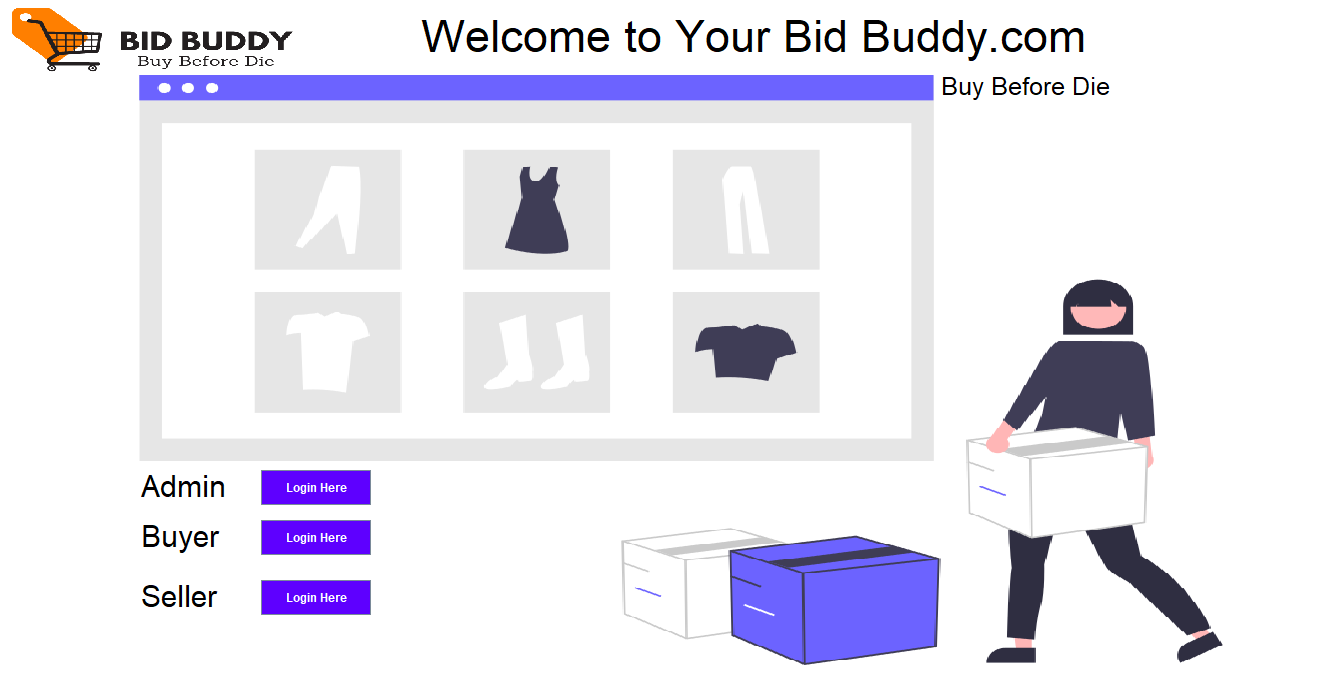 BID BUDDY
Buy Before Die
Welcome to Your Bid Buddy.com
Buy Before Die
Admin
Login Here
Buyer
Login Here
Seller
Login Here